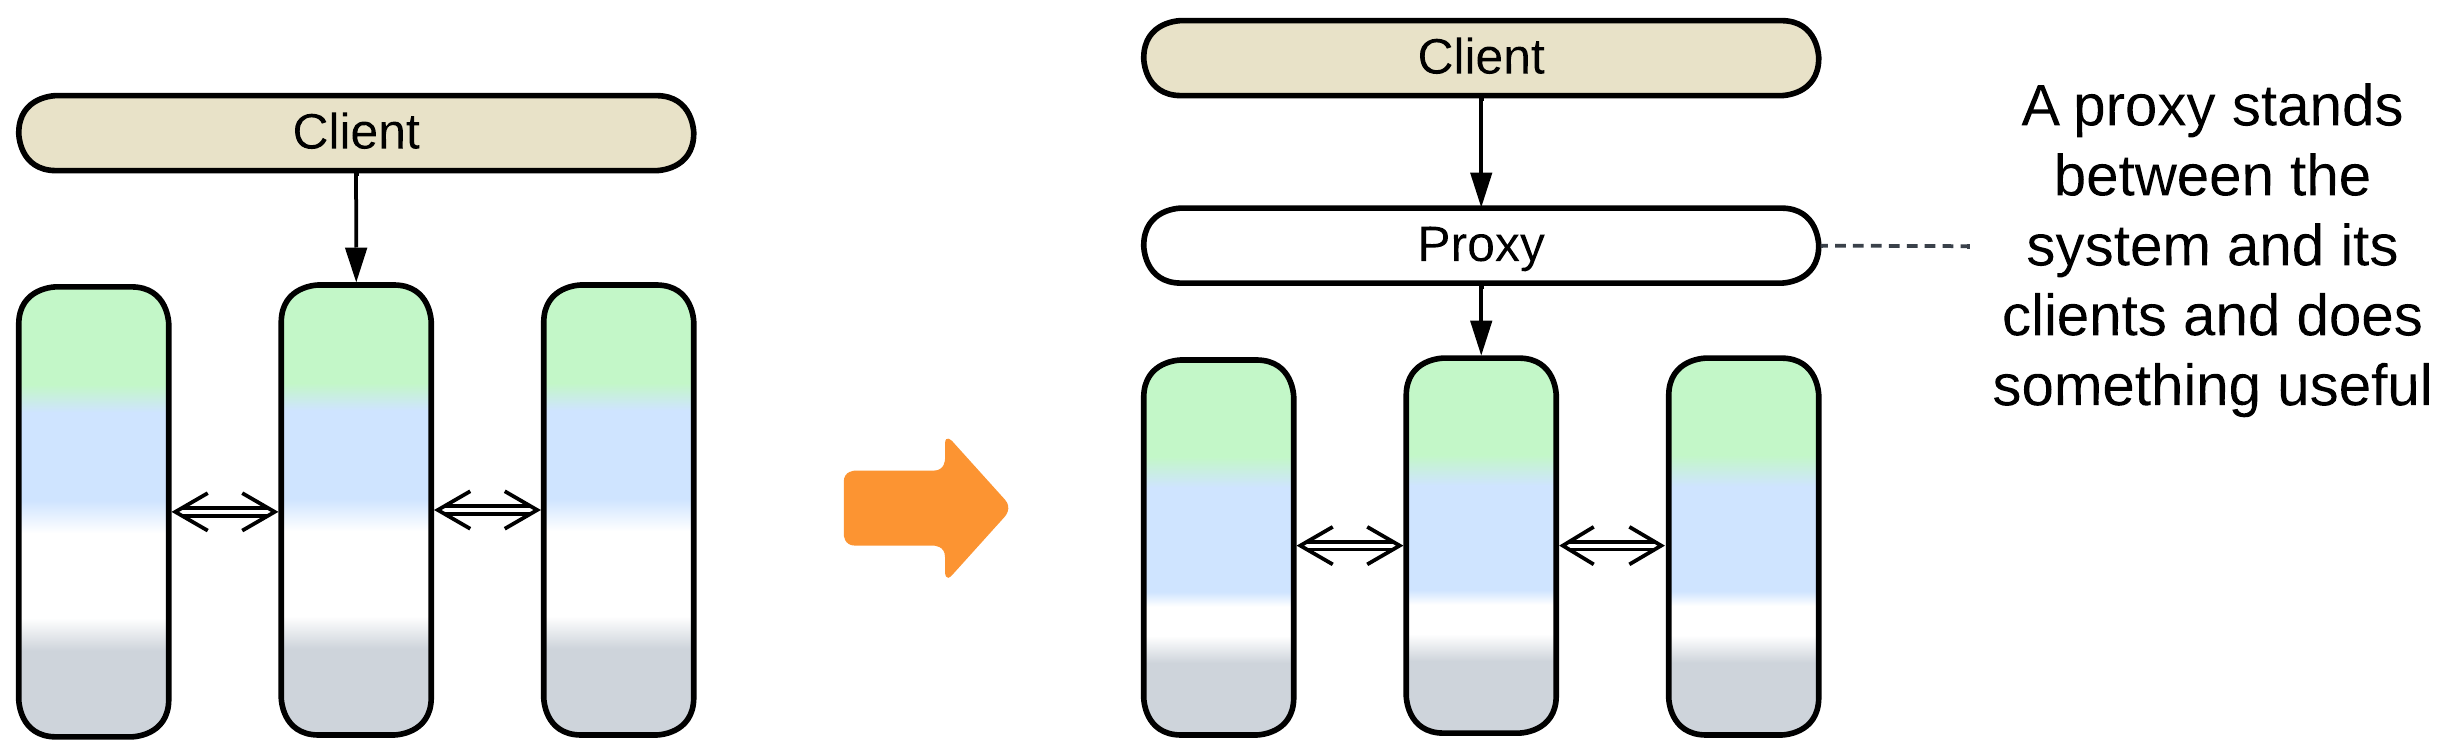 Client
Client
Proxy
A proxy stands
between the
system and its
clients and does
something useful